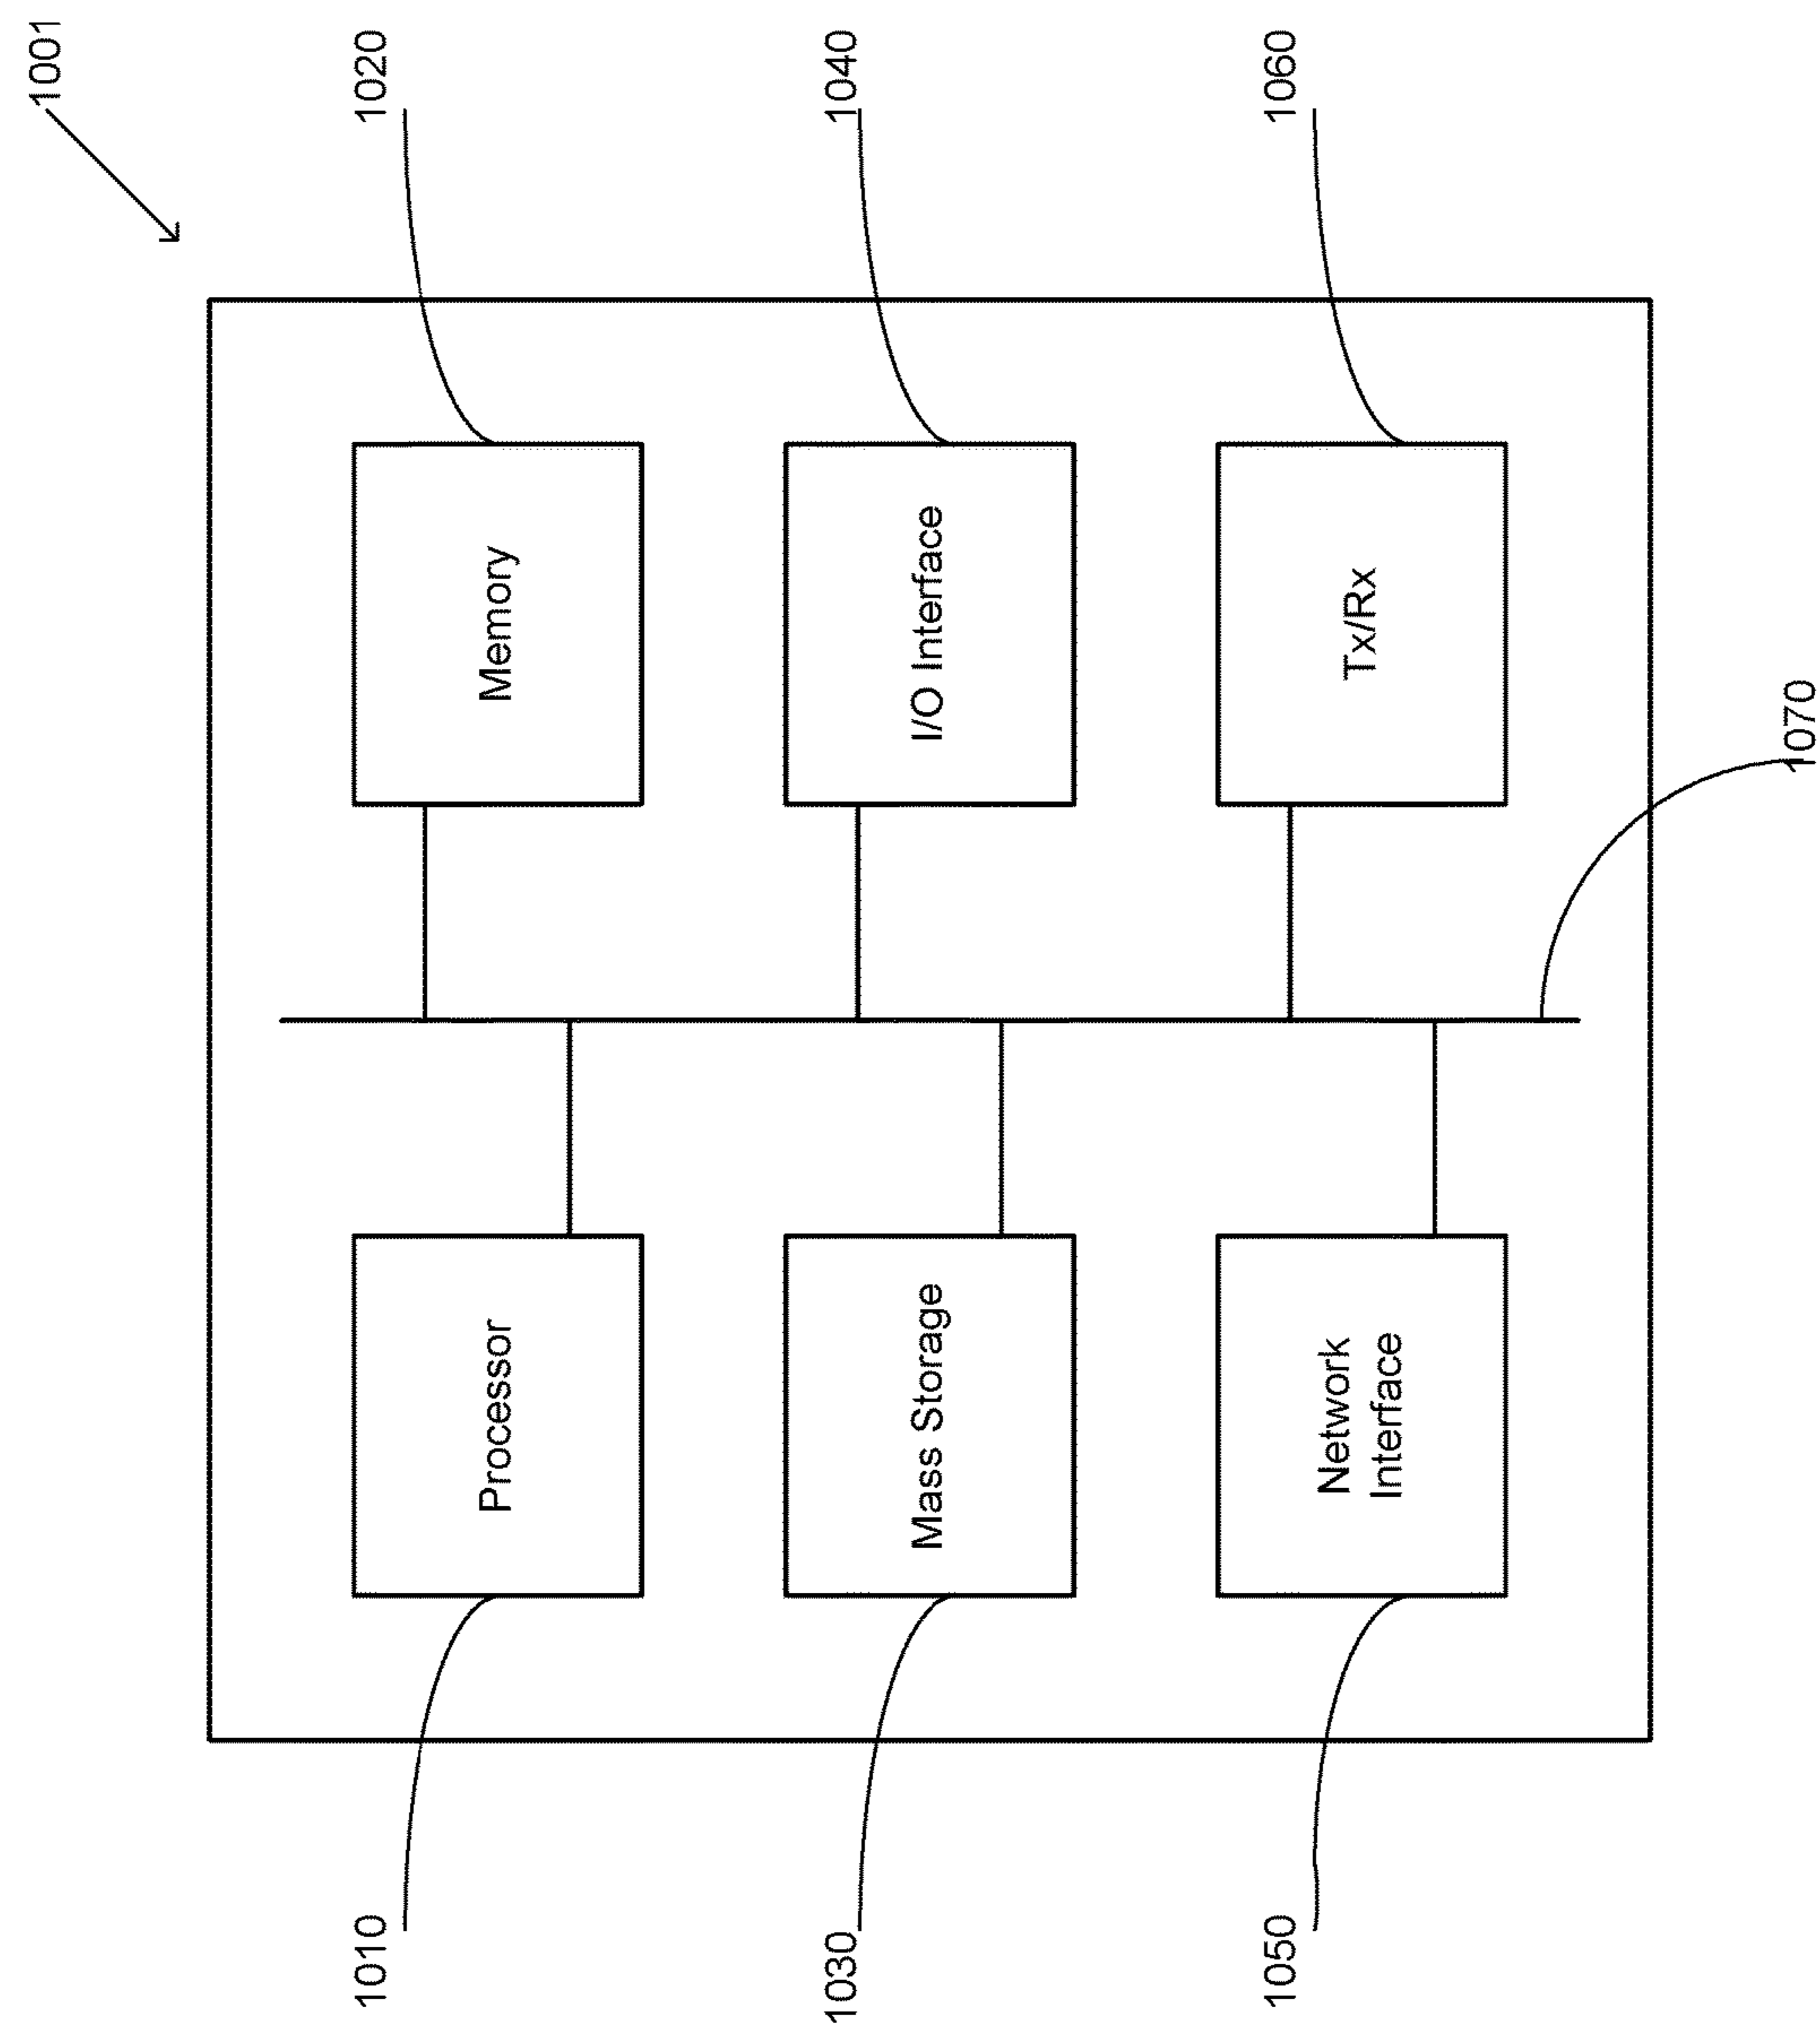 1001
1010
Processor
Memory
1020
1030
Mass Storage
I/O Interface
1040
1050
Network
Interface
Tx/Rx
1060
1070